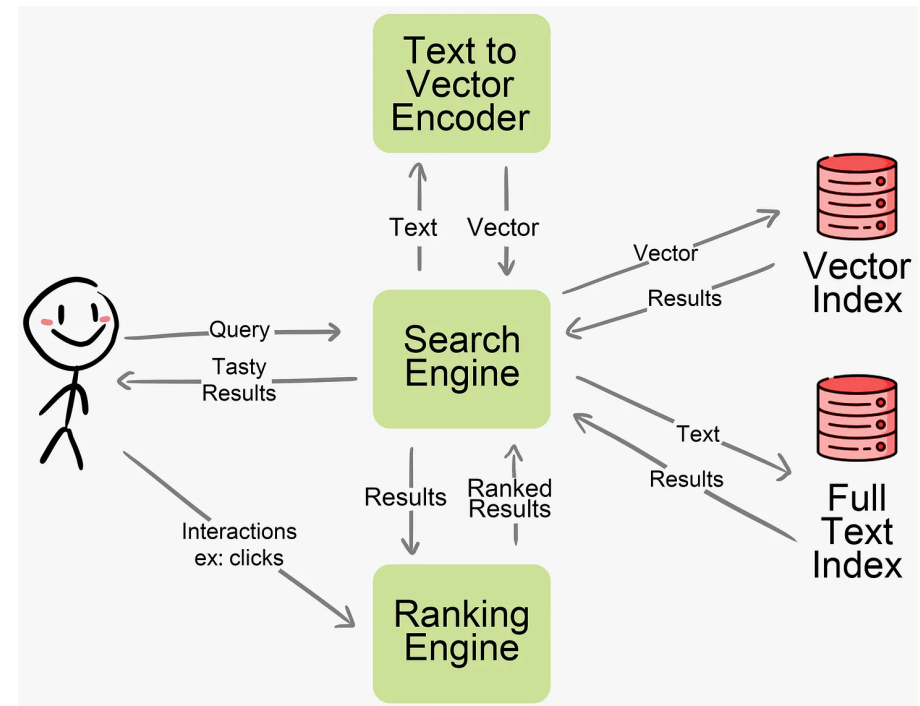 Text to
Vector
Encoder
Text
Vector
Vector
Results
Vector
Index
Query
Tasty
Results
Search
Engine
Text
Results
Full
Text
Index
Results
Ranked
Results
Interactions
ex: clicks
Ranking
Engine